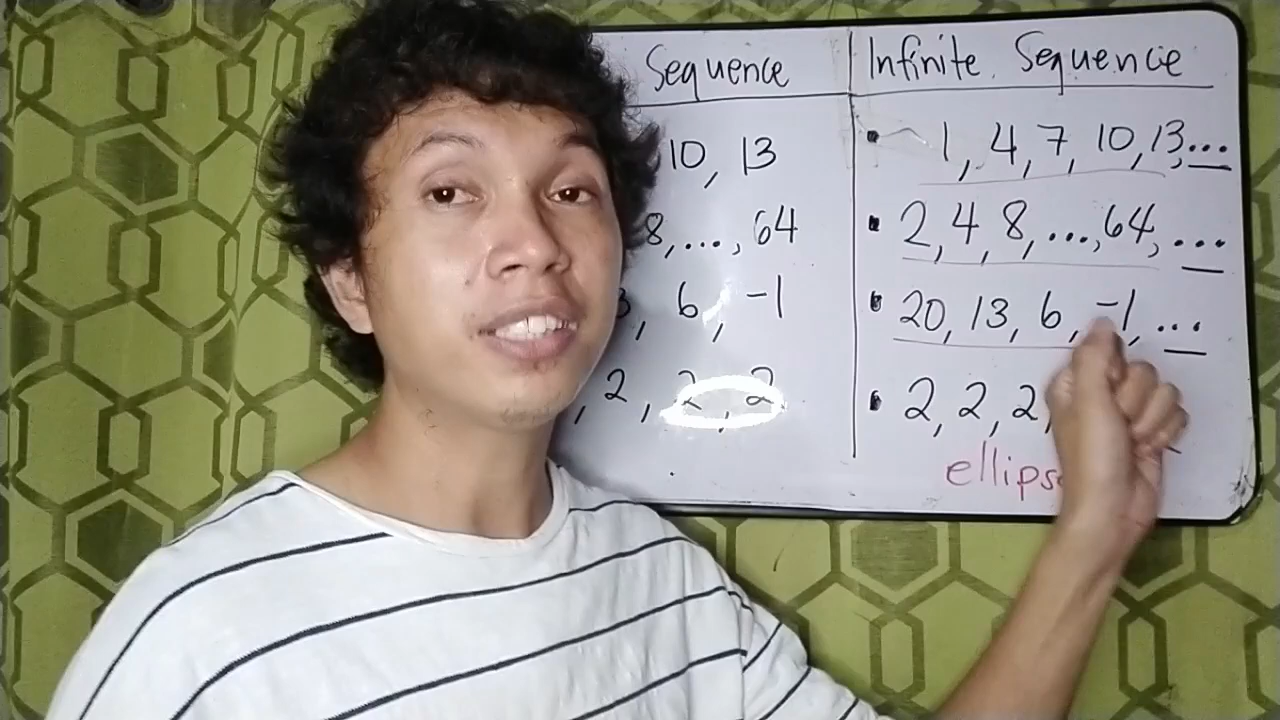 Sequence
Infinite Sequence
10, 13
1, 4, 7, 10, 13, ...
8, ..., 64
2, 4, 8, ..., 64, ...
3, 6, -1
20, 13, 6, -1, ...
, 2, 2, 2
2, 2, 2,